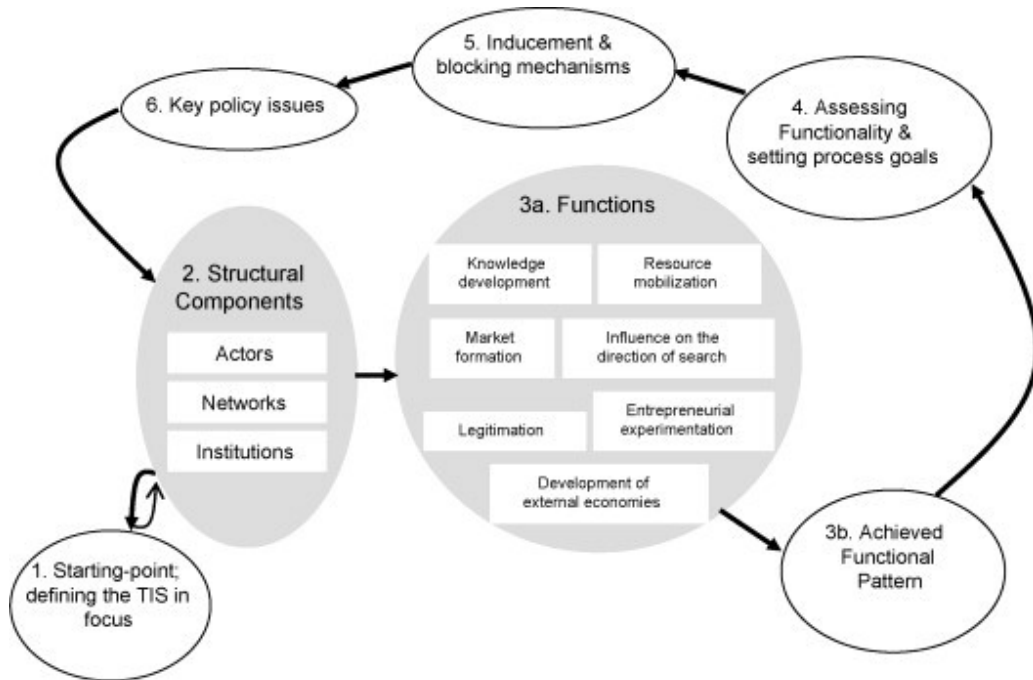 5. Inducement &
blocking mechanisms
6. Key policy issues
4. Assessing
Functionality &
setting process goals
3a. Functions
Knowledge
development
Resource
mobilization
2. Structural
Components
Market
formation
Influence on the
direction of search
Actors
Networks
Institutions
Legitimation
Entrepreneurial
experimentation
Development of
external economies
3b. Achieved
Functional
Pattern
1. Starting-point;
defining the TIS in
focus